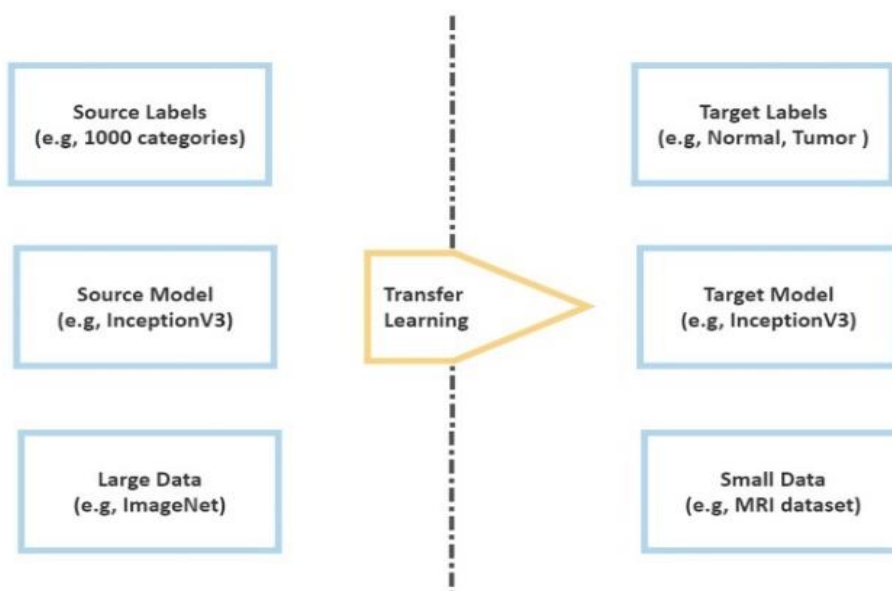 Source Labels
(e.g, 1000 categories)
Target Labels
(e.g, Normal, Tumor )
Source Model
(e.g, InceptionV3)
Transfer
Learning
Target Model
(e.g, InceptionV3)
Large Data
(e.g, ImageNet)
Small Data
(e.g, MRI dataset)